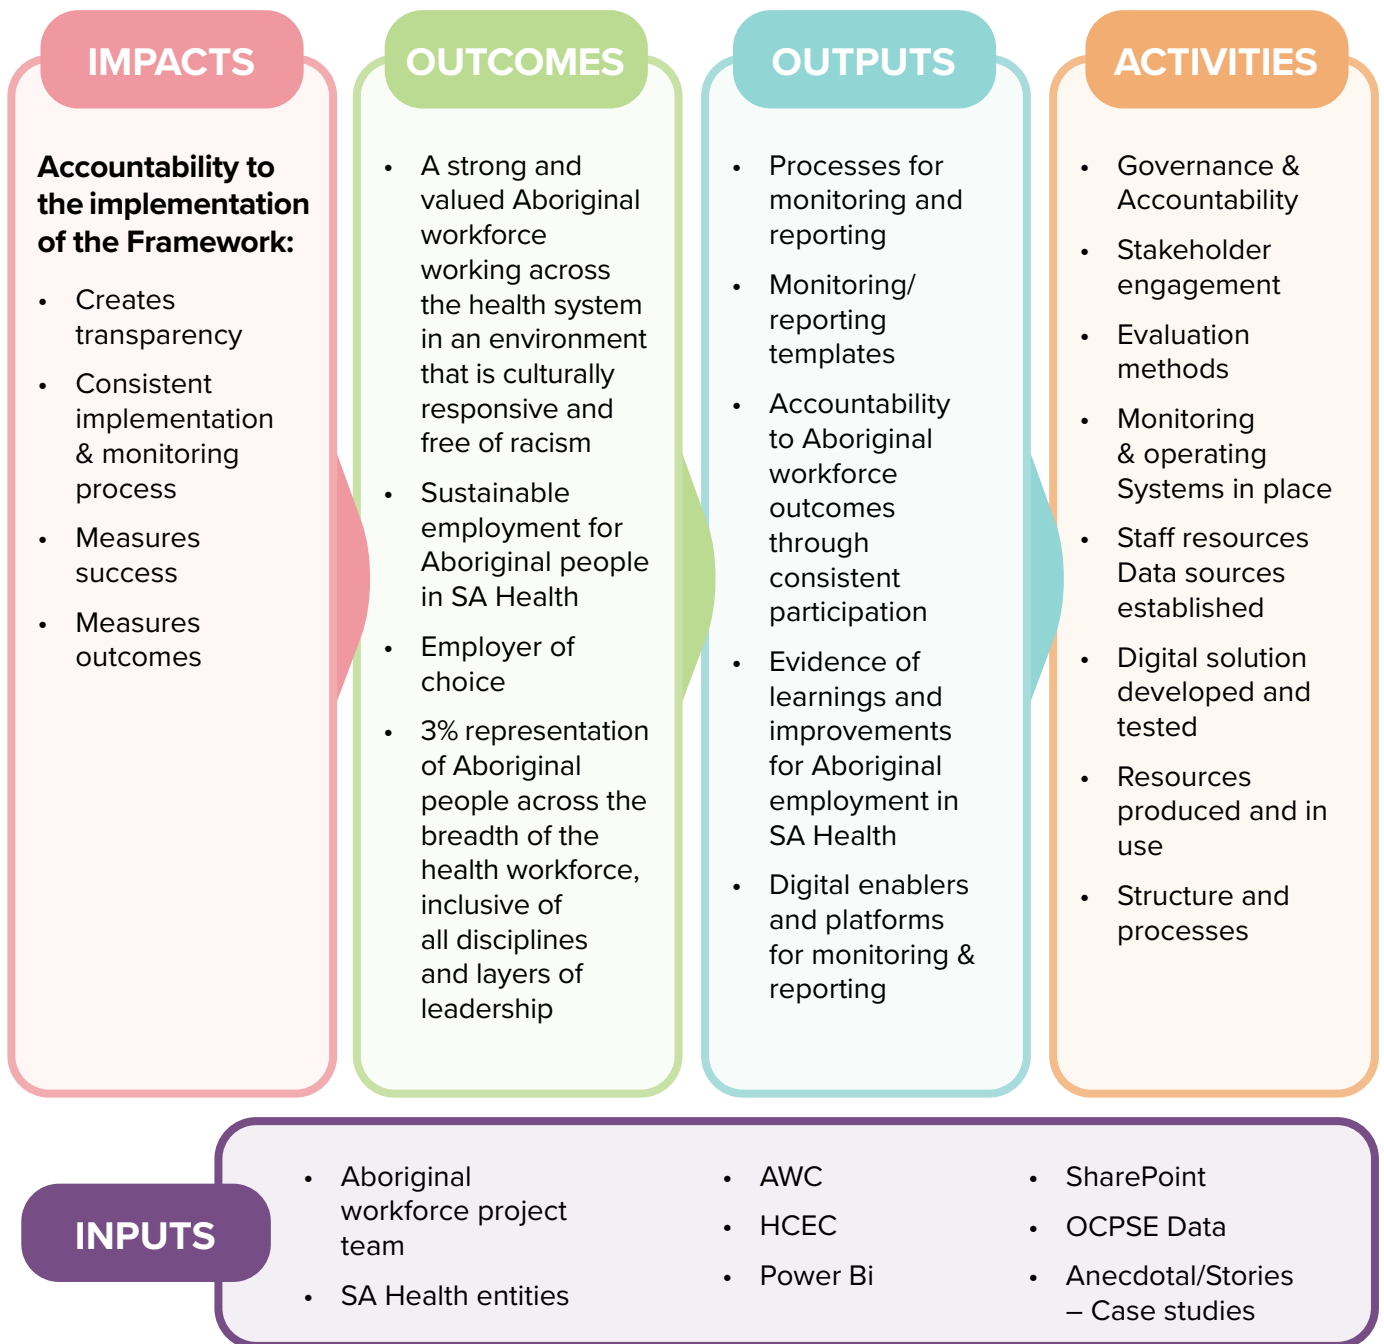 IMPACTS
Accountability to
the implementation
of the Framework:
• Creates
transparency
• Consistent
implementation
& monitoring
process
• Measures
success
• Measures
outcomes
OUTCOMES
• A strong and
valued Aboriginal
workforce
working across
the health system
in an environment
that is culturally
responsive and
free of racism
• Sustainable
employment for
Aboriginal people
in SA Health
• Employer of
choice
• 3% representation
of Aboriginal
people across the
breadth of the
health workforce,
inclusive of
all disciplines
and layers of
leadership
OUTPUTS
• Processes for
monitoring and
reporting
• Monitoring/
reporting
templates
• Accountability
to Aboriginal
workforce
outcomes
through
consistent
participation
• Evidence of
learnings and
improvements
for Aboriginal
employment in
SA Health
• Digital enablers
and platforms
for monitoring &
reporting
ACTIVITIES
• Governance &
Accountability
• Stakeholder
engagement
• Evaluation
methods
• Monitoring
& operating
Systems in place
• Staff resources
Data sources
established
• Digital solution
developed and
tested
• Resources
produced and in
use
• Structure and
processes
INPUTS
• Aboriginal
workforce project
team
• SA Health entities
• AWC
• HCEC
• Power Bi
• SharePoint
• OCPSE Data
• Anecdotal/Stories
– Case studies